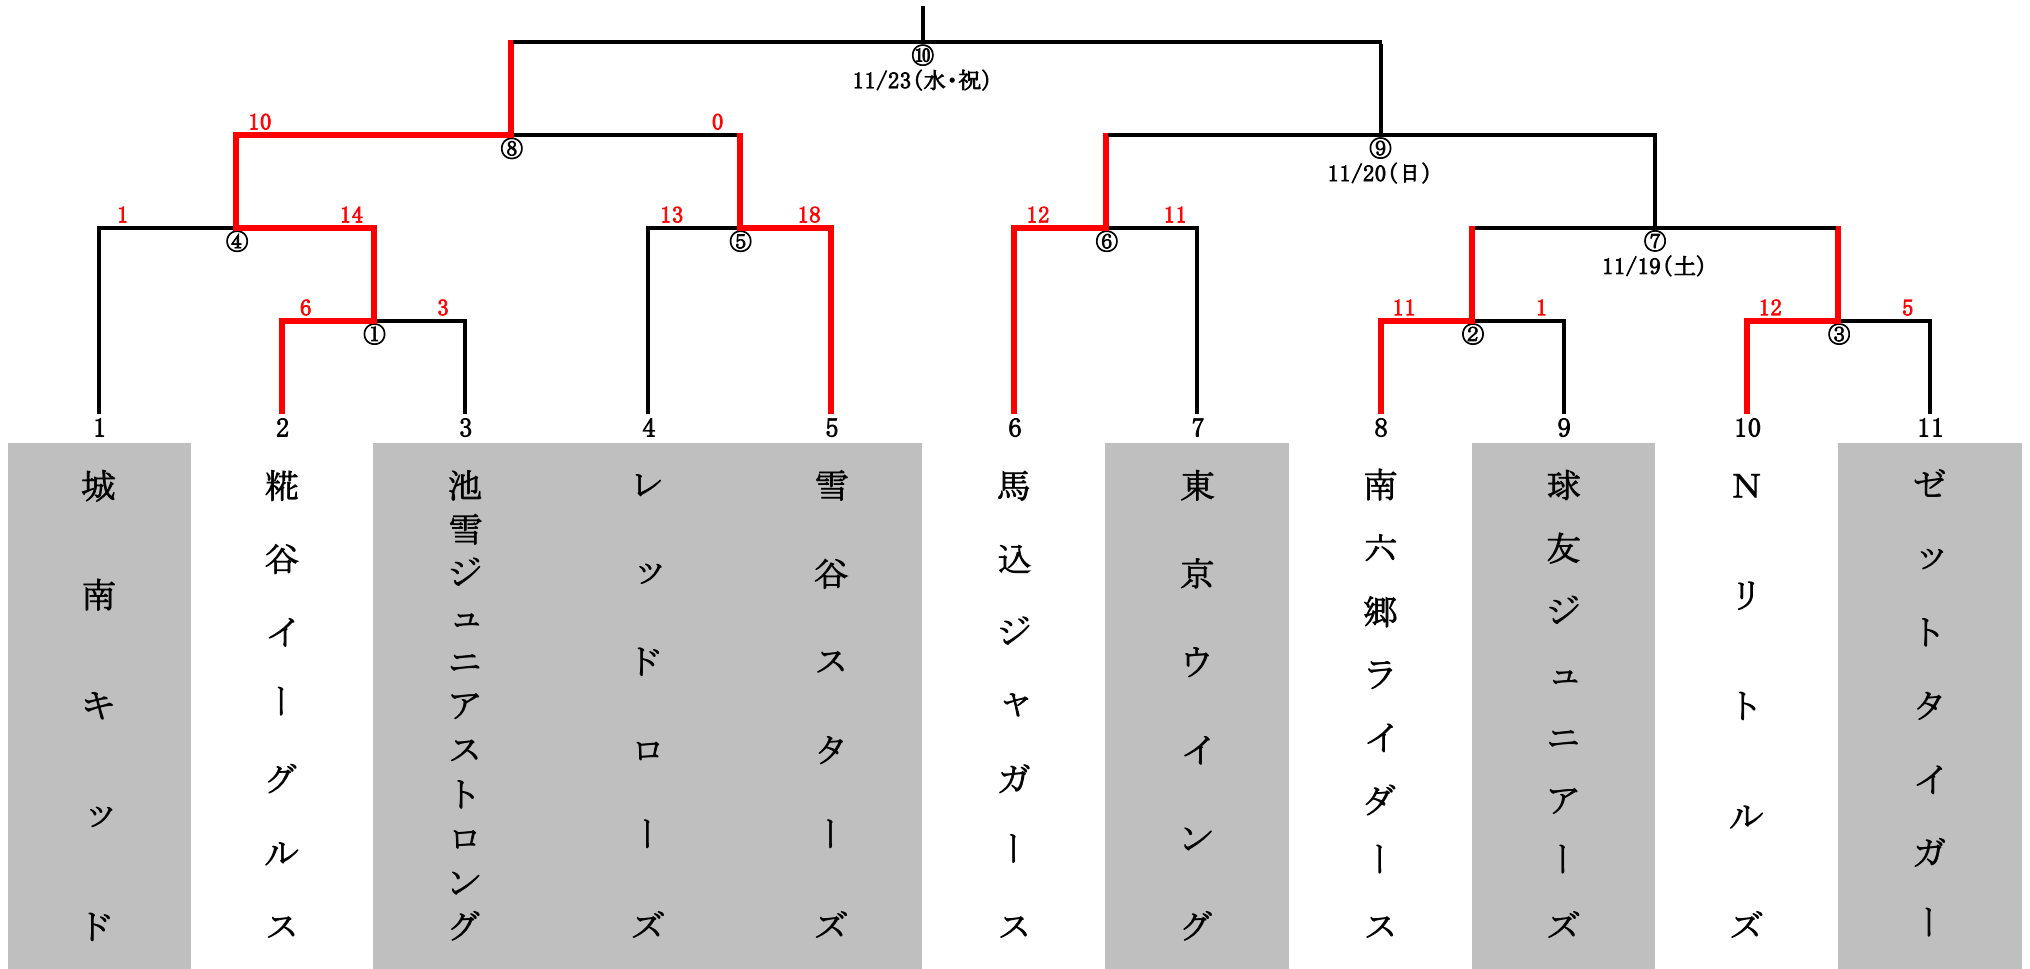 ⑩
11/23(水・祝)
10
0
⑧
⑨
11/20(日)
1
14
④
13
18
⑤
12
11
⑥
⑦
11/19(土)
6
3
①
11
1
②
12
5
③
1
2
3
4
5
6
7
8
9
10
11
城南キッド
糀谷イーグルス
池雪ジュニアストロング
レッドローズ
雪谷スターズ
馬込ジャガース
東京ウイング
南六郷ライダース
球友ジュニアーズ
Nリトルズ
ゼットタイガー